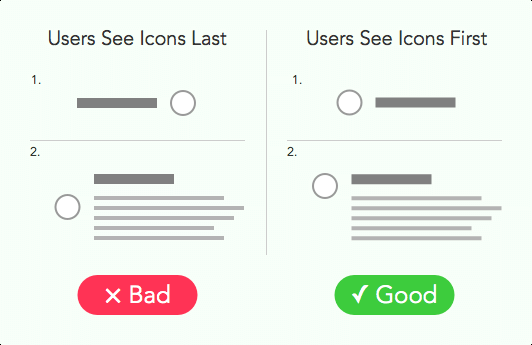 Users See Icons Last
1.
2.
✕ Bad
Users See Icons First
1.
2.
✓ Good